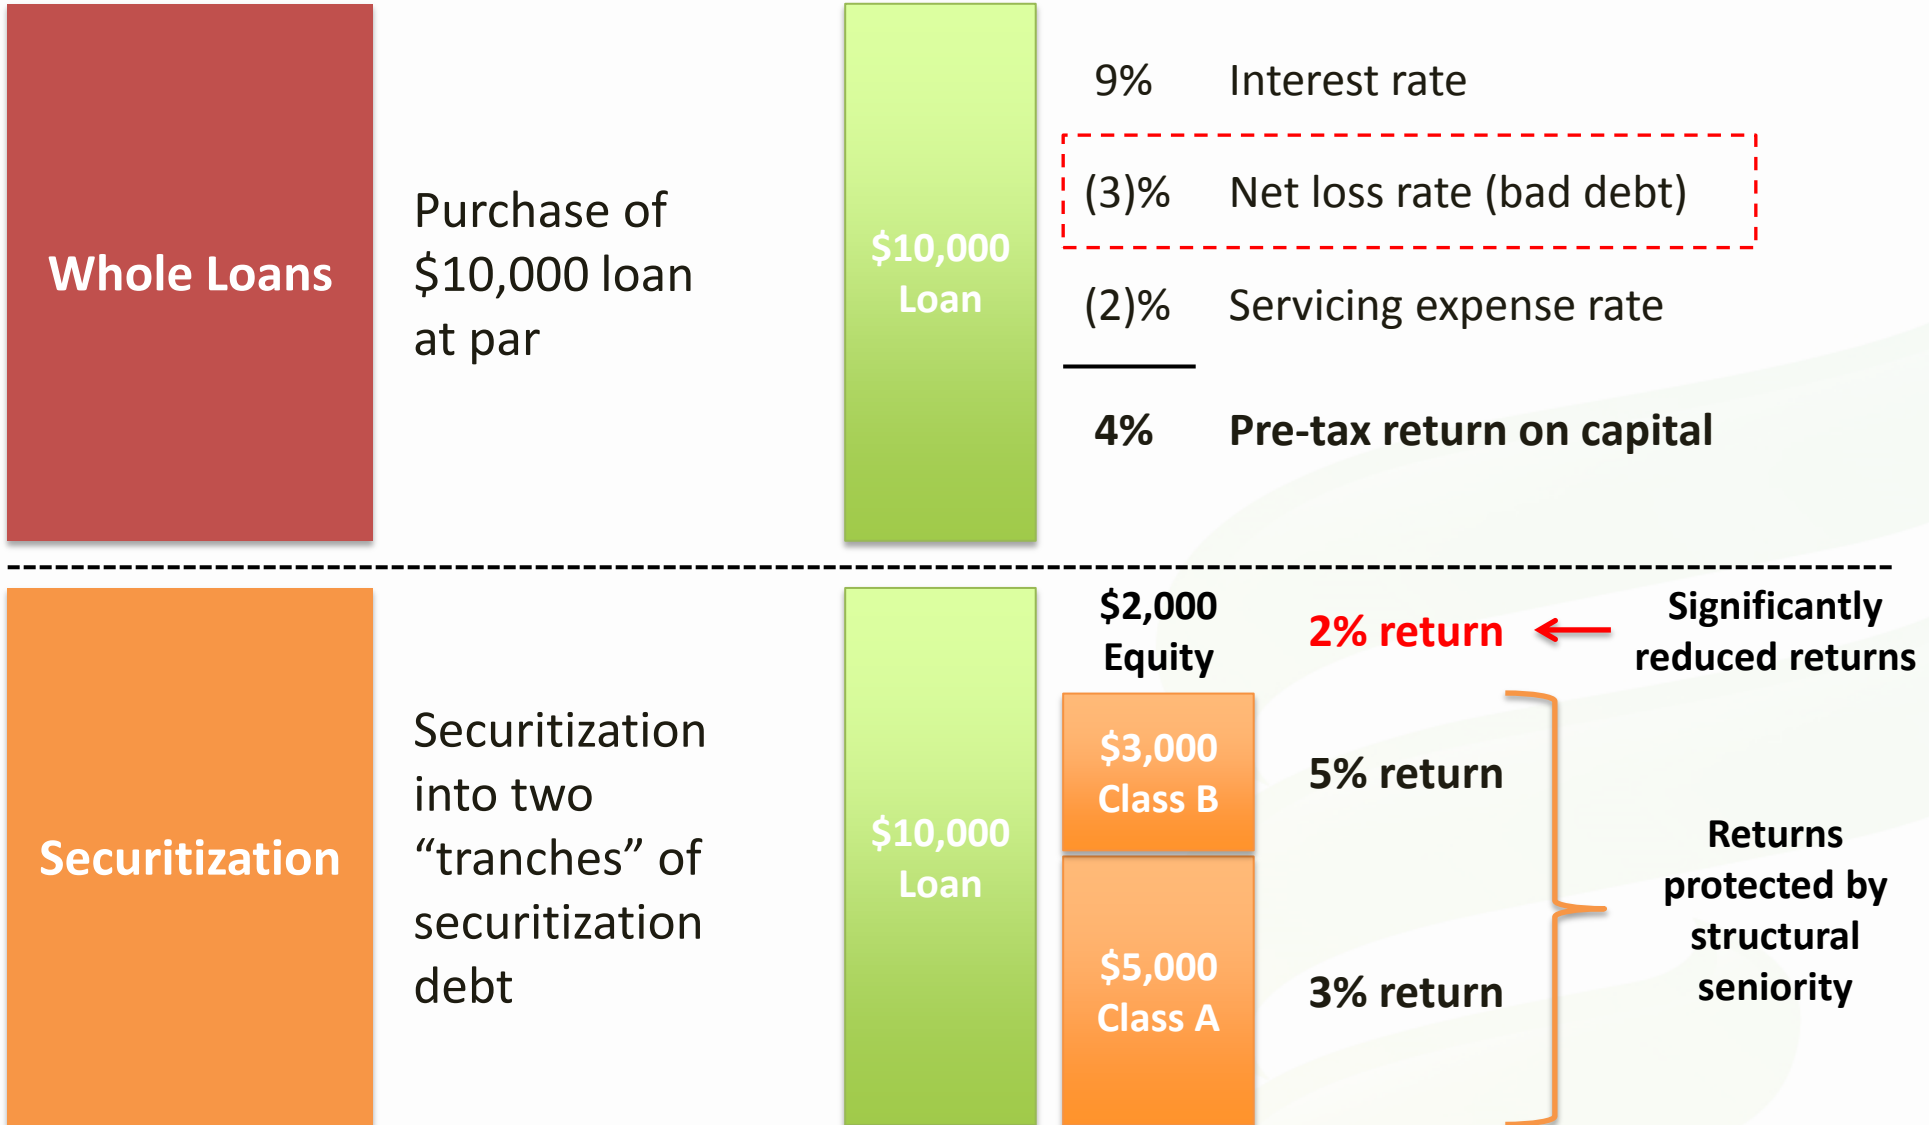 Whole Loans
Purchase of
$10,000 loan
at par
$10,000
Loan
9% Interest rate
(3)% Net loss rate (bad debt)
(2)% Servicing expense rate
4% Pre-tax return on capital
Securitization
Securitization
into two
“tranches” of
securitization
debt
$10,000
Loan
$2,000
Equity
2% return
Significantly
reduced returns
$3,000
Class B
5% return
$5,000
Class A
3% return
Returns
protected by
structural
seniority